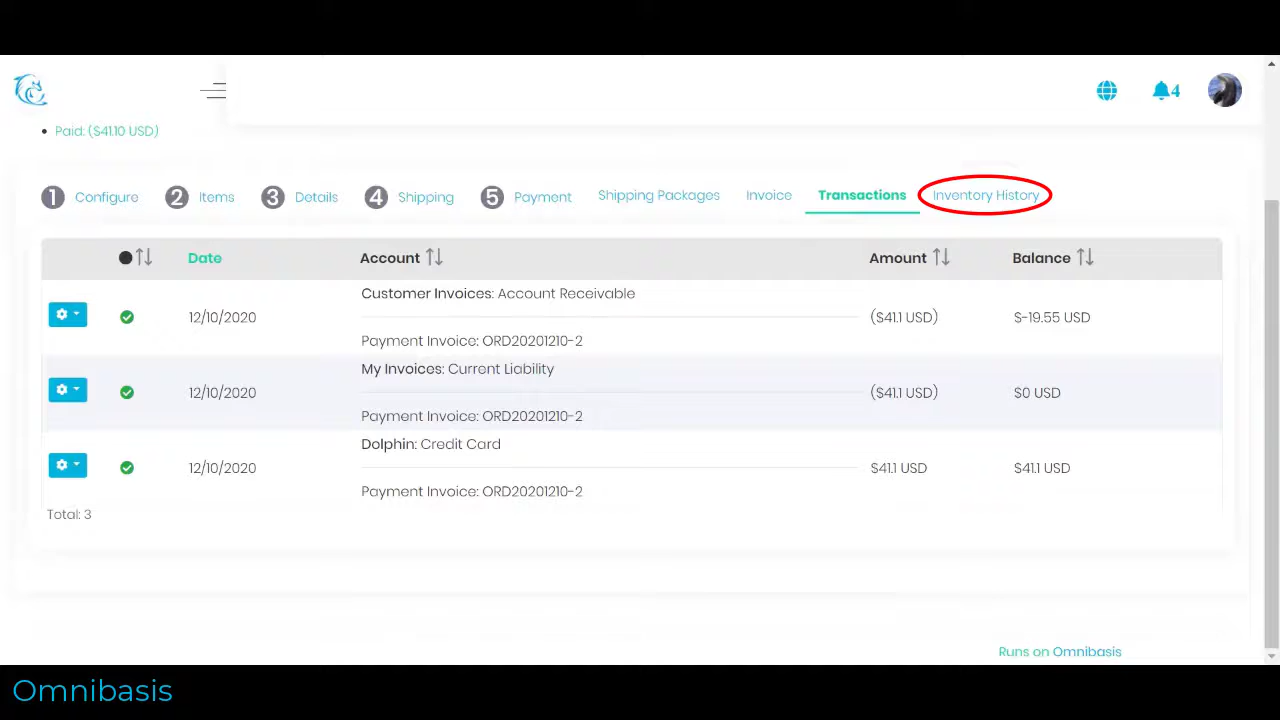 4
Paid: ($41.10 USD)
1 Configure 2 Items 3 Details 4 Shipping 5 Payment Shipping Packages Invoice Transactions Inventory History
Date Account Amount Balance
Customer Invoices: Account Receivable
12/10/2020 ($41.1 USD) $-19.55 USD
Payment Invoice: ORD20201210-2
My Invoices: Current Liability
12/10/2020 ($41.1 USD) $0 USD
Payment Invoice: ORD20201210-2
Dolphin: Credit Card
12/10/2020 $41.1 USD $41.1 USD
Payment Invoice: ORD20201210-2
Total: 3
Runs on Omnibasis
Omnibasis